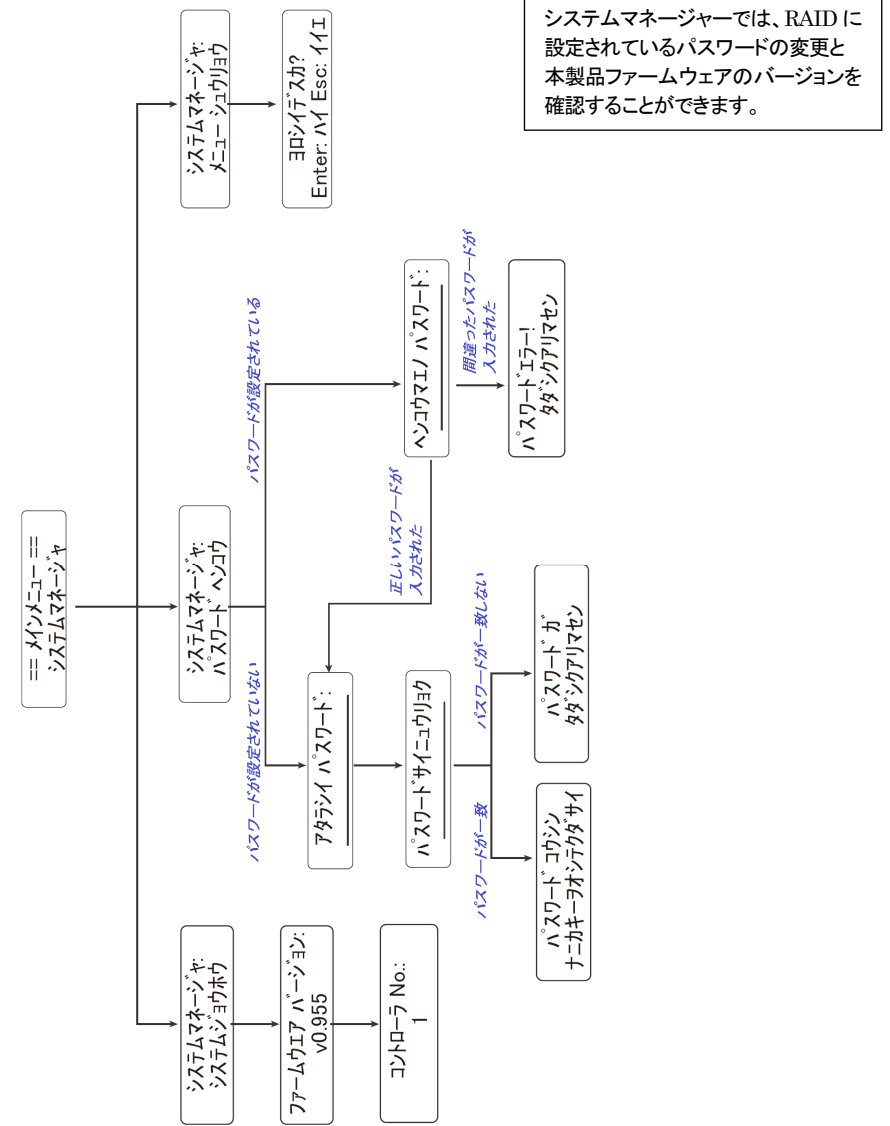 システムマネージャーでは、RAID に
設定されているパスワードの変更と
本製品ファームウェアのバージョンを
確認することができます。
== メインメニュー ==
システムマネージャ
システムマネージャ:
システムジョウホウ
ファームウエア バージョン:
v0.955
コントローラ No.:
1
システムマネージャ:
パスワード ヘンコウ
パスワードが設定されていない
パスワードが設定されている
アタラシイ パスワード:
パスワードサイニュウリョク
パスワードが一致
パスワードが一致しない
パスワード コウシン
ナニカキーヲオシテクダサイ
パスワード ガ
タダシクアリマセン
ヘンコウマエノ パスワード:
正しいパスワードが
入力された
間違ったパスワードが
入力された
パスワードエラー!
タダシクアリマセン
システムマネージャ:
メニュー シュウリョウ
ヨロシイデスカ?
Enter: ハイ Esc: イイエ